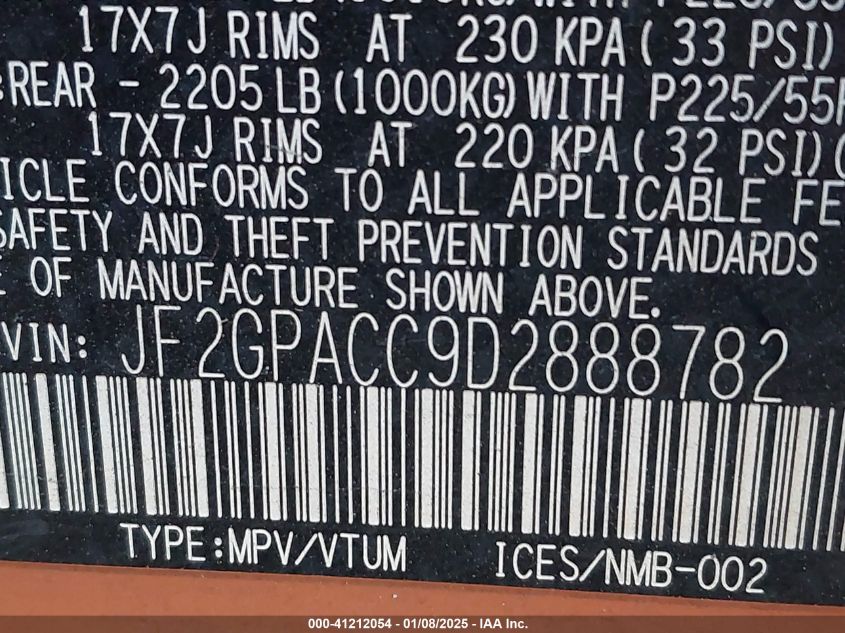 17X7J RIMS AT 230 KPA( 33 PSI)
REAR - 2205 LB(1000KG)WITH P225/55
17X7J RIMS AT 220 KPA( 32 PSI)(
ICLE CONFORMS TO ALL APPLICABLE FE
SAFETY AND THEFT PREVENTION STANDARDS
E OF MANUFACTURE SHOWN ABOVE.
VIN: JF2GPACC9D2888782
TYPE:MPV/VTUM ICES/NMB-002
000-41212054 | 01/08/2025 - IAA Inc.